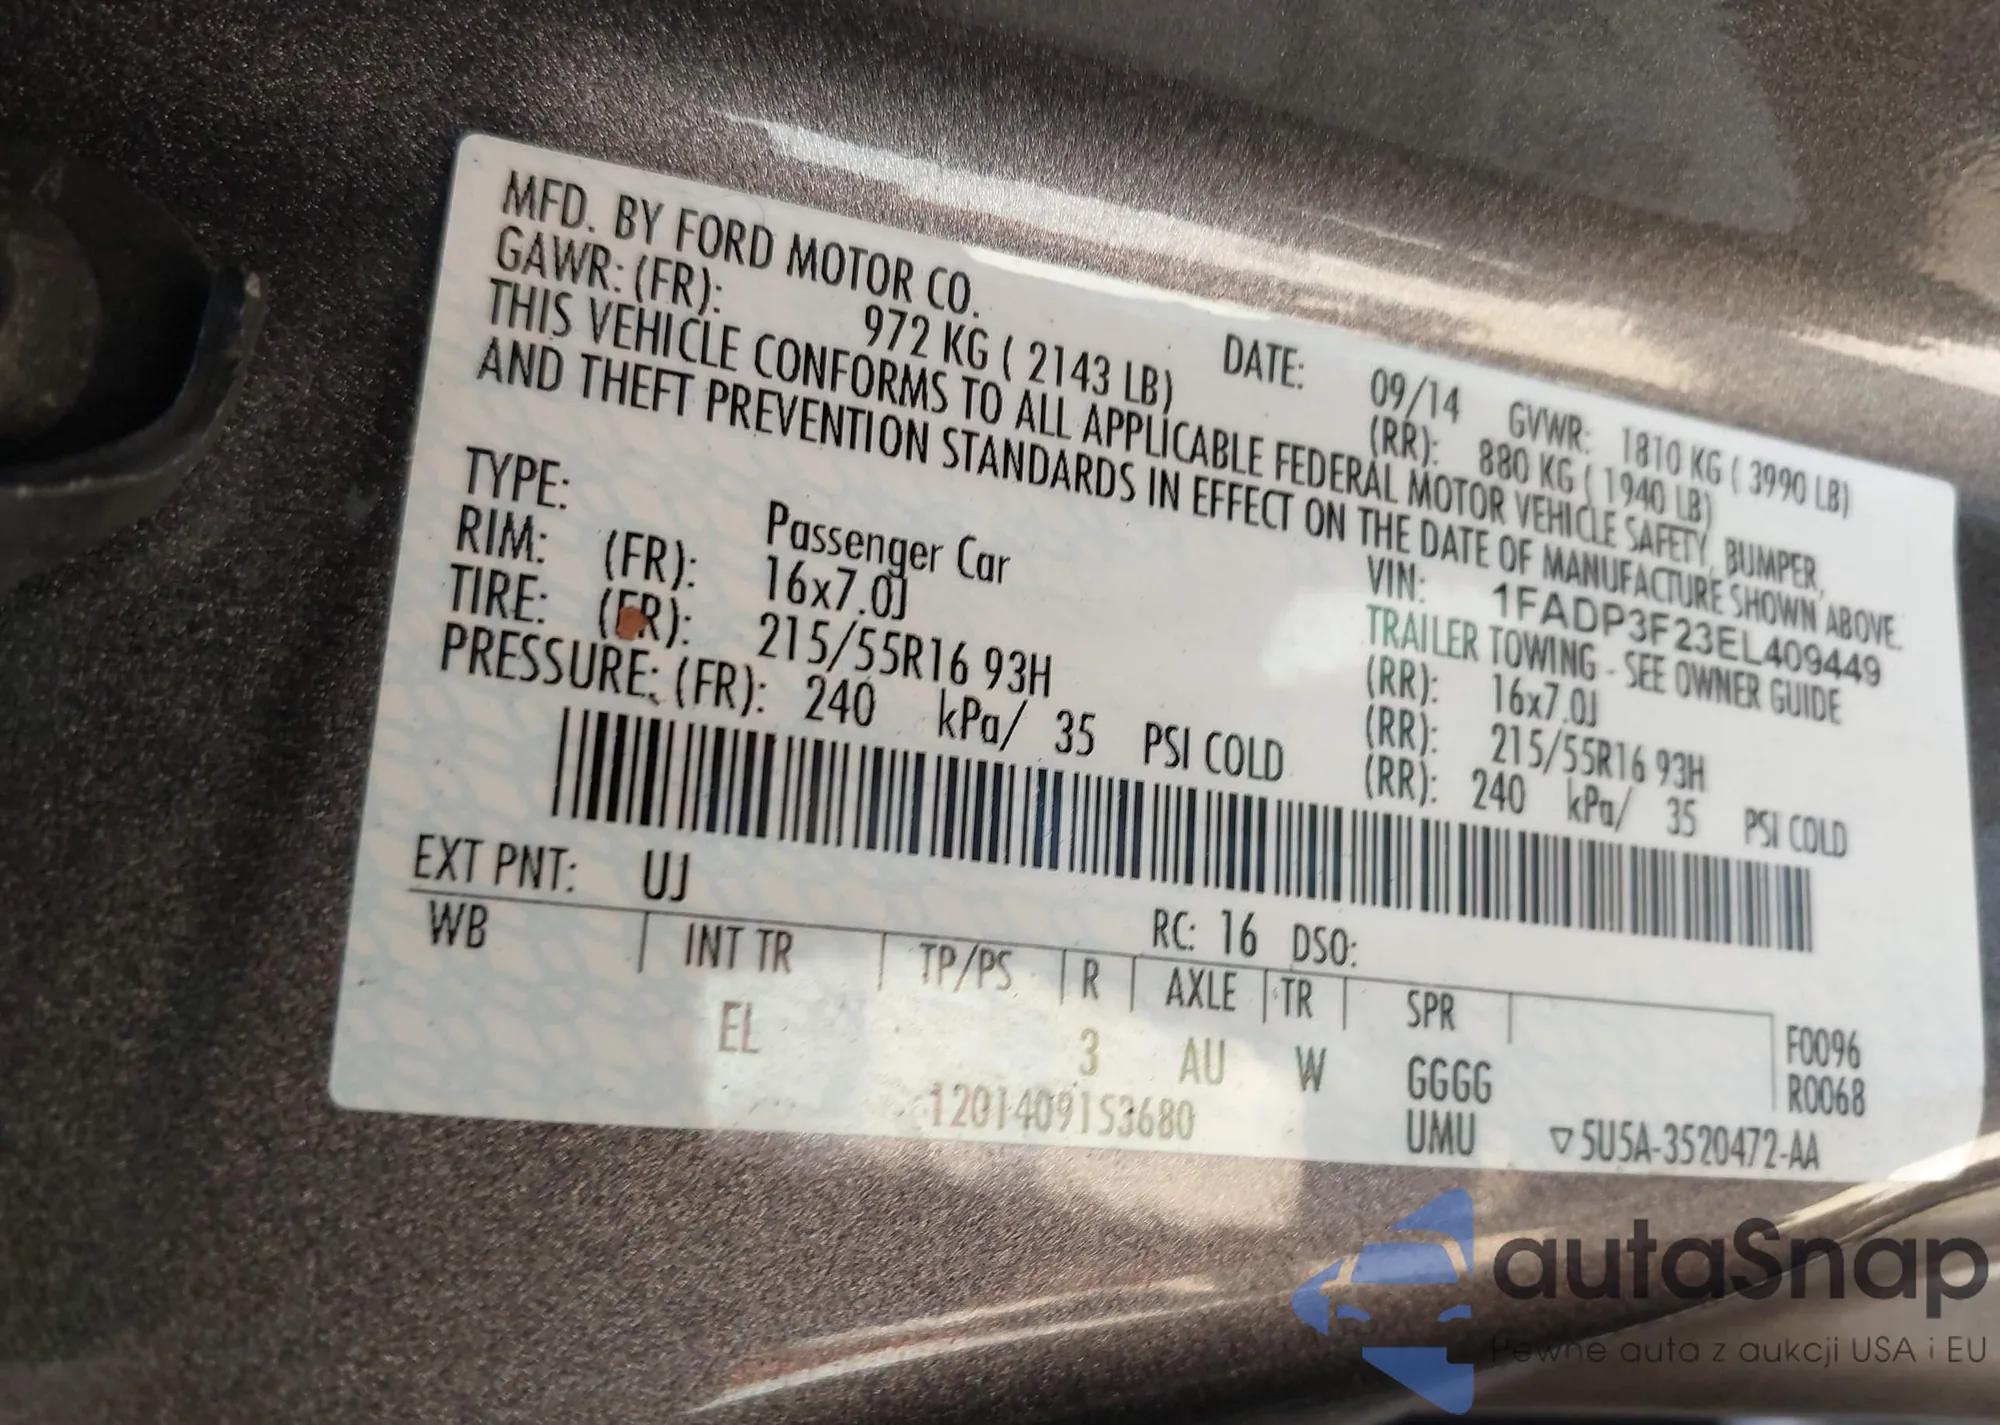 MFD. BY FORD MOTOR CO. DATE: 09/14 GVWR: 1810 KG ( 3990 LB)
GAWR: (FR): 972 KG ( 2143 LB) (RR): 880 KG ( 1940 LB)
THIS VEHICLE CONFORMS TO ALL APPLICABLE FEDERAL MOTOR VEHICLE SAFETY, BUMPER,
AND THEFT PREVENTION STANDARDS IN EFFECT ON THE DATE OF MANUFACTURE SHOWN ABOVE.
VIN: 1FADP3F23EL409449
TYPE: Passenger Car TRAILER TOWING - SEE OWNER GUIDE
RIM: (FR): 16x7.0J (RR): 16x7.0J
TIRE: (FR): 215/55R16 93H (RR): 215/55R16 93H
PRESSURE: (FR): 240 kPa/ 35 PSI COLD (RR): 240 kPa/ 35 PSI COLD
EXT PNT: UJ RC: 16 DSO:
WB INT TR TP/PS R AXLE TR SPR F0096
EL 3 AU W GGGG R0068
1201409153680 UMU ▽5U5A-3520472-AA
autaSnap
Pewne auta z aukcji USA i EU